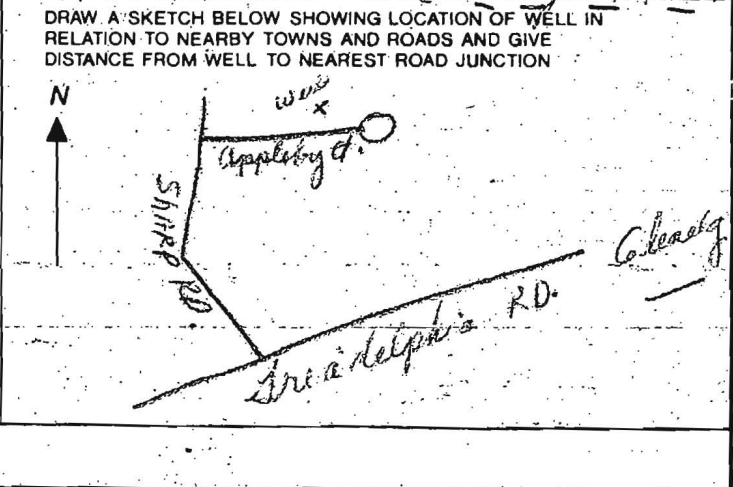 DRAW A SKETCH BELOW SHOWING LOCATION OF WELL IN
RELATION TO NEARBY TOWNS AND ROADS AND GIVE
DISTANCE FROM WELL TO NEAREST ROAD JUNCTION
N
well
x
Appleby Ct.
SHARP RD
Triadelphia RD.